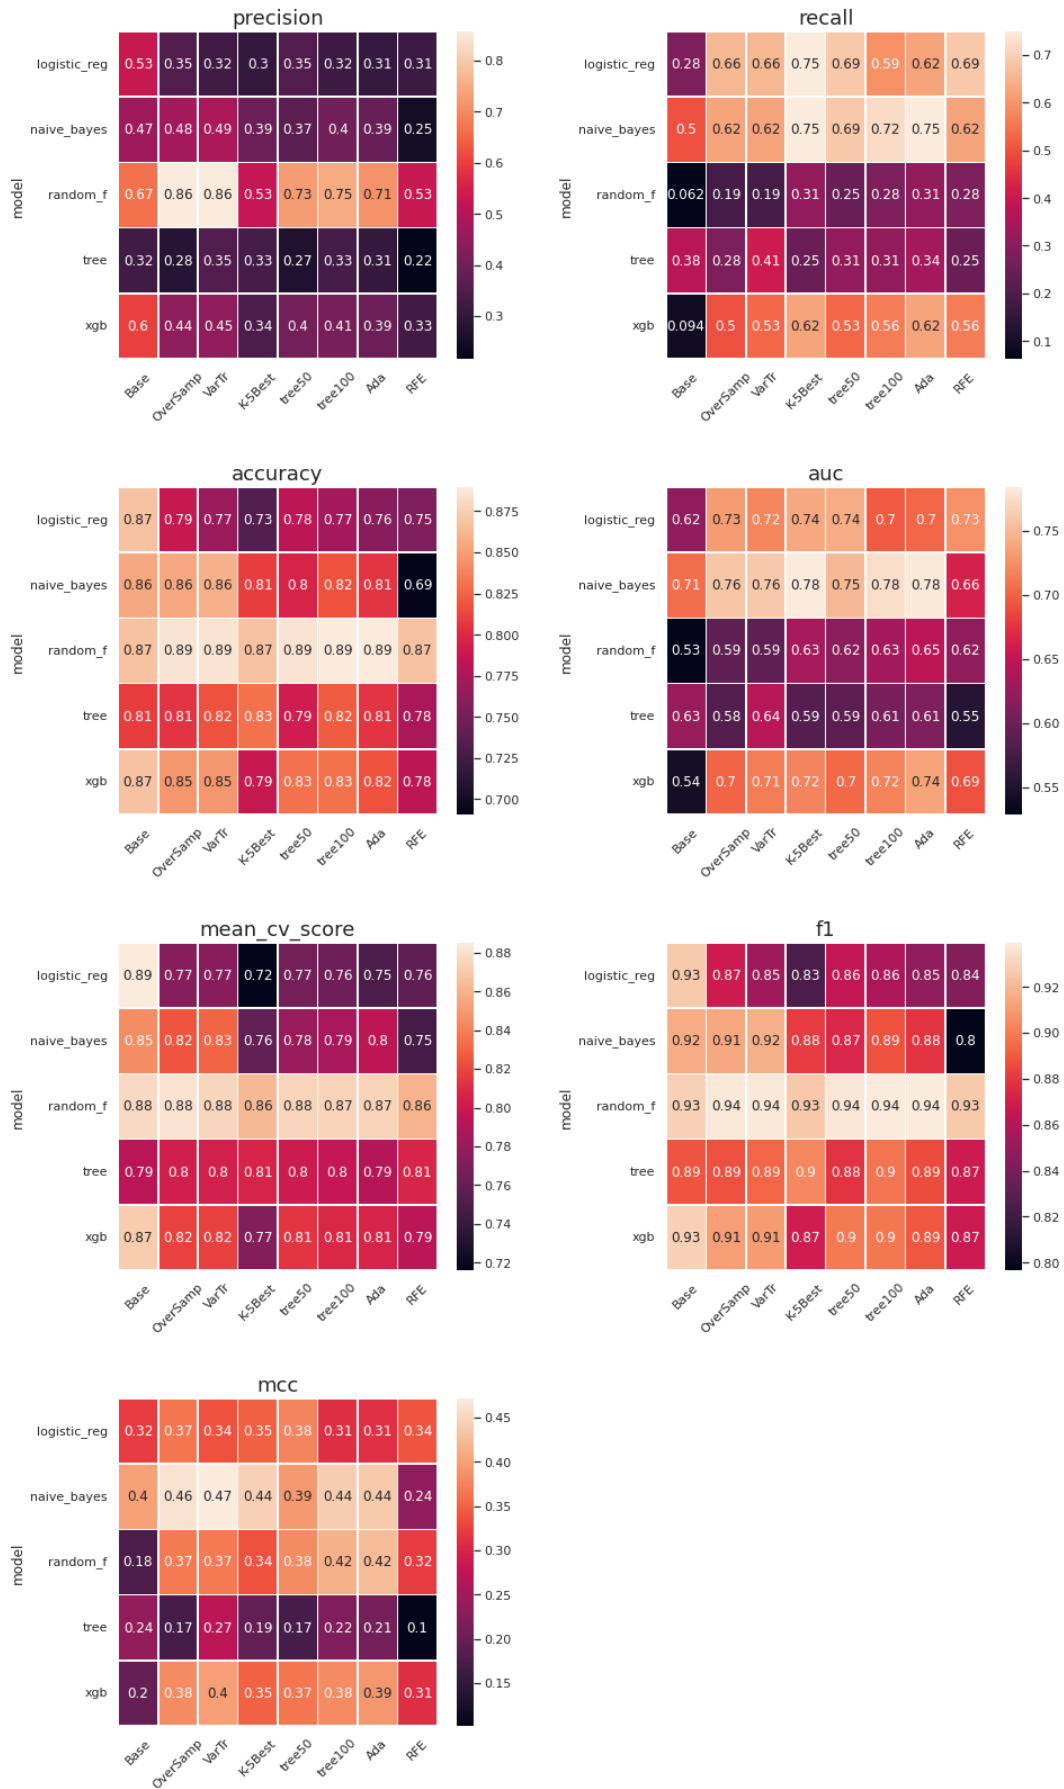 precision
model
logistic_reg 0.53 0.35 0.32 0.3 0.35 0.32 0.31 0.31
naive_bayes 0.47 0.48 0.49 0.39 0.37 0.4 0.39 0.25
random_f 0.67 0.86 0.86 0.53 0.73 0.75 0.71 0.53
tree 0.32 0.28 0.35 0.33 0.27 0.33 0.31 0.22
xgb 0.6 0.44 0.45 0.34 0.4 0.41 0.39 0.33
Base OverSamp VarTr K-5Best tree50 tree100 Ada RFE
0.8
0.7
0.6
0.5
0.4
0.3
recall
model
logistic_reg 0.28 0.66 0.66 0.75 0.69 0.59 0.62 0.69
naive_bayes 0.5 0.62 0.62 0.75 0.69 0.72 0.75 0.62
random_f 0.062 0.19 0.19 0.31 0.25 0.28 0.31 0.28
tree 0.38 0.28 0.41 0.25 0.31 0.31 0.34 0.25
xgb 0.094 0.5 0.53 0.62 0.53 0.56 0.62 0.56
Base OverSamp VarTr K-5Best tree50 tree100 Ada RFE
0.7
0.6
0.5
0.4
0.3
0.2
0.1
accuracy
model
logistic_reg 0.87 0.79 0.77 0.73 0.78 0.77 0.76 0.75
naive_bayes 0.86 0.86 0.86 0.81 0.8 0.82 0.81 0.69
random_f 0.87 0.89 0.89 0.87 0.89 0.89 0.89 0.87
tree 0.81 0.81 0.82 0.83 0.79 0.82 0.81 0.78
xgb 0.87 0.85 0.85 0.79 0.83 0.83 0.82 0.78
Base OverSamp VarTr K-5Best tree50 tree100 Ada RFE
0.875
0.850
0.825
0.800
0.775
0.750
0.725
0.700
auc
model
logistic_reg 0.62 0.73 0.72 0.74 0.74 0.7 0.7 0.73
naive_bayes 0.71 0.76 0.76 0.78 0.75 0.78 0.78 0.66
random_f 0.53 0.59 0.59 0.63 0.62 0.63 0.65 0.62
tree 0.63 0.58 0.64 0.59 0.59 0.61 0.61 0.55
xgb 0.54 0.7 0.71 0.72 0.7 0.72 0.74 0.69
Base OverSamp VarTr K-5Best tree50 tree100 Ada RFE
0.75
0.70
0.65
0.60
0.55
mean_cv_score
model
logistic_reg 0.89 0.77 0.77 0.72 0.77 0.76 0.75 0.76
naive_bayes 0.85 0.82 0.83 0.76 0.78 0.79 0.8 0.75
random_f 0.88 0.88 0.88 0.86 0.88 0.87 0.87 0.86
tree 0.79 0.8 0.8 0.81 0.8 0.8 0.79 0.81
xgb 0.87 0.82 0.82 0.77 0.81 0.81 0.81 0.79
Base OverSamp VarTr K-5Best tree50 tree100 Ada RFE
0.88
0.86
0.84
0.82
0.80
0.78
0.76
0.74
0.72
f1
model
logistic_reg 0.93 0.87 0.85 0.83 0.86 0.86 0.85 0.84
naive_bayes 0.92 0.91 0.92 0.88 0.87 0.89 0.88 0.8
random_f 0.93 0.94 0.94 0.93 0.94 0.94 0.94 0.93
tree 0.89 0.89 0.89 0.9 0.88 0.9 0.89 0.87
xgb 0.93 0.91 0.91 0.87 0.9 0.9 0.89 0.87
Base OverSamp VarTr K-5Best tree50 tree100 Ada RFE
0.92
0.90
0.88
0.86
0.84
0.82
0.80
mcc
model
logistic_reg 0.32 0.37 0.34 0.35 0.38 0.31 0.31 0.34
naive_bayes 0.4 0.46 0.47 0.44 0.39 0.44 0.44 0.24
random_f 0.18 0.37 0.37 0.34 0.38 0.42 0.42 0.32
tree 0.24 0.17 0.27 0.19 0.17 0.22 0.21 0.1
xgb 0.2 0.38 0.4 0.35 0.37 0.38 0.39 0.31
Base OverSamp VarTr K-5Best tree50 tree100 Ada RFE
0.45
0.40
0.35
0.30
0.25
0.20
0.15